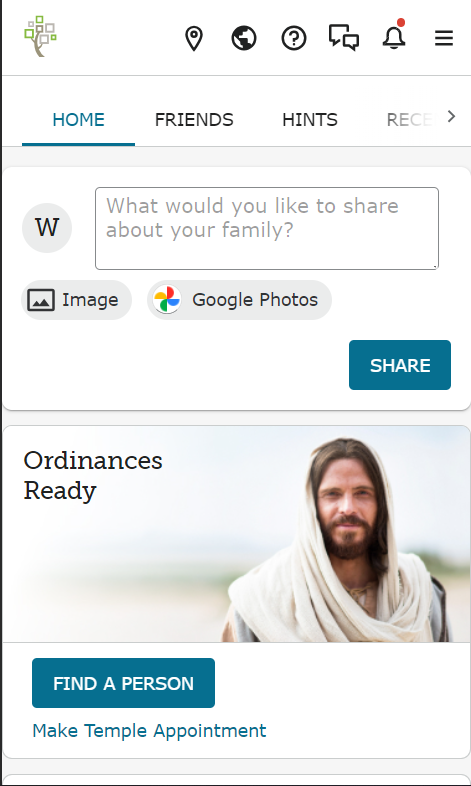 HOME FRIENDS HINTS RECE
W
What would you like to share
about your family?
Image Google Photos
SHARE
Ordinances
Ready
FIND A PERSON
Make Temple Appointment